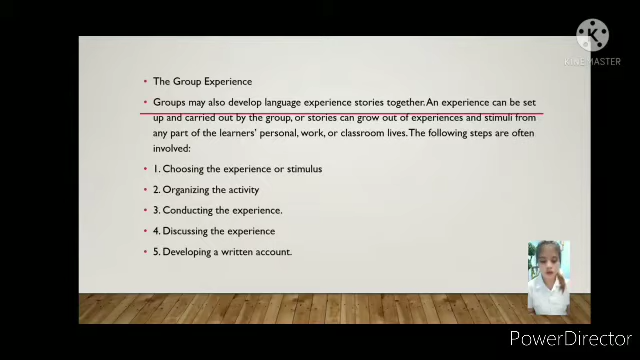 KINE MASTER
• The Group Experience
• Groups may also develop language experience stories together. An experience can be set
up and carried out by the group, or stories can grow out of experiences and stimuli from
any part of the learners' personal, work, or classroom lives. The following steps are often
involved:
• 1. Choosing the experience or stimulus
• 2. Organizing the activity
• 3. Conducting the experience.
• 4. Discussing the experience
• 5. Developing a written account.
PowerDirector